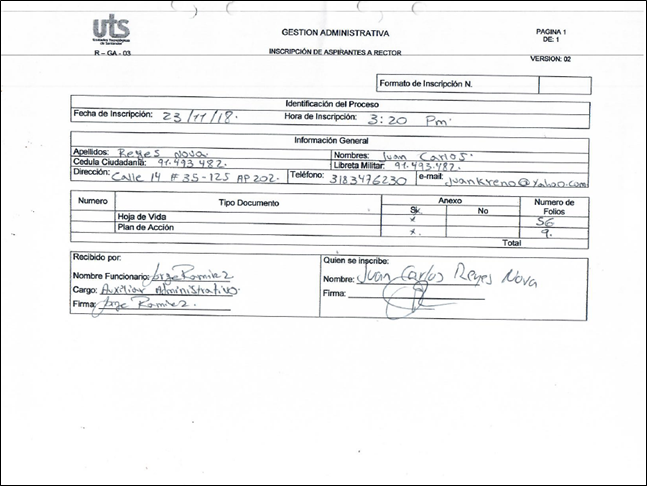 uts
Unidades Tecnológicas
de Santander
R – GA - 03
GESTION ADMINISTRATIVA
INSCRIPCIÓN DE ASPIRANTES A RECTOR
PAGINA 1
DE: 1
VERSION: 02
Formato de Inscripción N.
Identificación del Proceso
Fecha de Inscripción: 23/11/18. Hora de Inscripción: 3:20 Pm.
Información General
Apellidos: Reyes Nova. Nombres: Juan Carlos.
Cedula Ciudadanía: 91.493.482. Libreta Militar: 91.493.482.
Dirección: Calle 14 # 35-125 AP 202. Teléfono: 3183476230 e-mail: juankreno@yahoo.com
Numero Tipo Documento Anexo Numero de Folios
Si. No
Hoja de Vida x 56
Plan de Acción x. 9.
Total
Recibido por: Quien se inscribe:
Nombre Funcionario: Jorge Ramirez Nombre: Juan Carlos Reyes Nova
Cargo: Auxiliar Administrativo. Firma:
Firma: Jorge Ramirez.